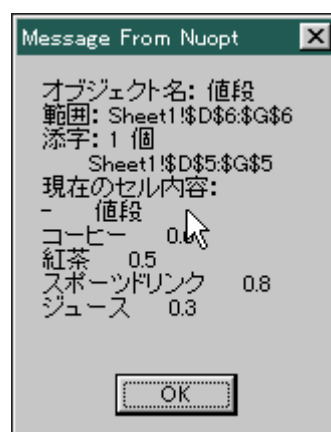 Message From Nuopt
オブジェクト名: 値段
範囲: Sheet1!$D$6:$G$6
添字: 1 個
Sheet1!$D$5:$G$5
現在のセル内容:
- 値段
コーヒー
紅茶 0.5
スポーツドリンク 0.8
ジュース 0.3
OK